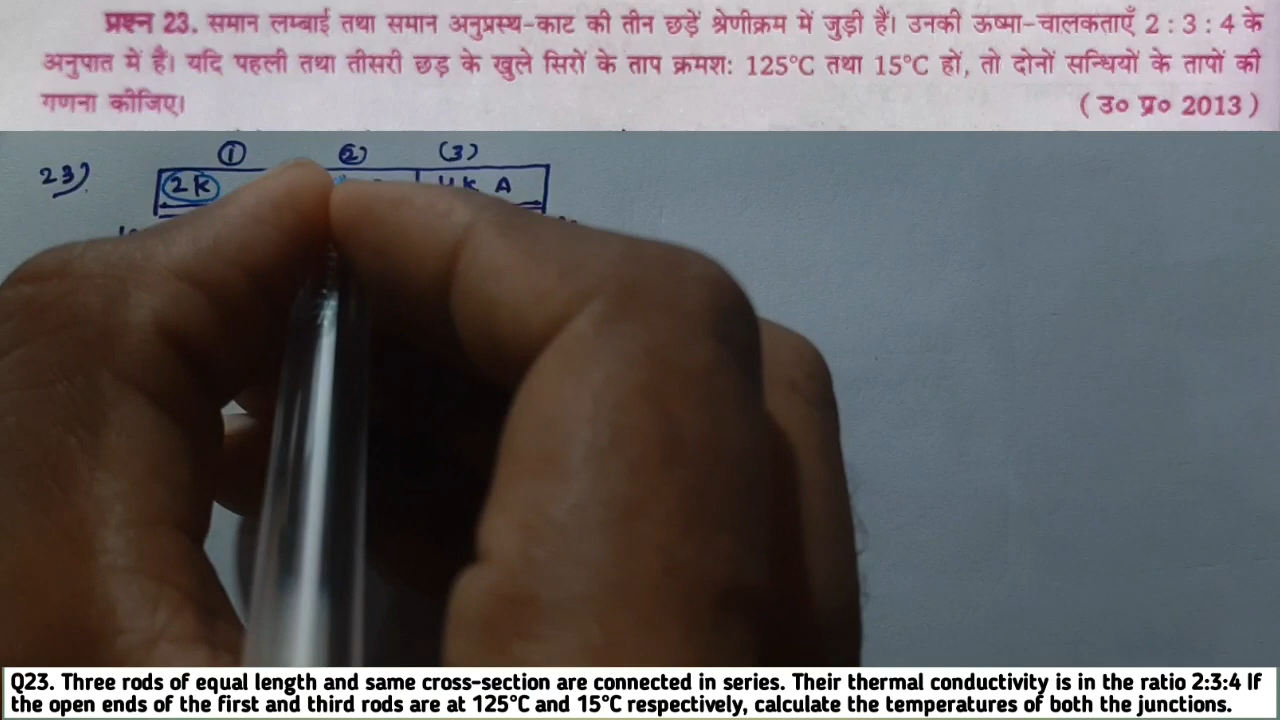 प्रश्न 23. समान लम्बाई तथा समान अनुप्रस्थ-काट की तीन छड़ें श्रेणीक्रम में जुड़ी हैं। उनकी ऊष्मा-चालकताएँ 2 : 3 : 4 के
अनुपात में हैं। यदि पहली तथा तीसरी छड़ के खुले सिरों के ताप क्रमशः 125°C तथा 15°C हों, तो दोनों सन्धियों के तापों की
गणना कीजिए।
( उ० प्र० 2013 )
① ② (3)
23)
2K 4K A
Q23. Three rods of equal length and same cross-section are connected in series. Their thermal conductivity is in the ratio 2:3:4 If
the open ends of the first and third rods are at 125°C and 15°C respectively, calculate the temperatures of both the junctions.